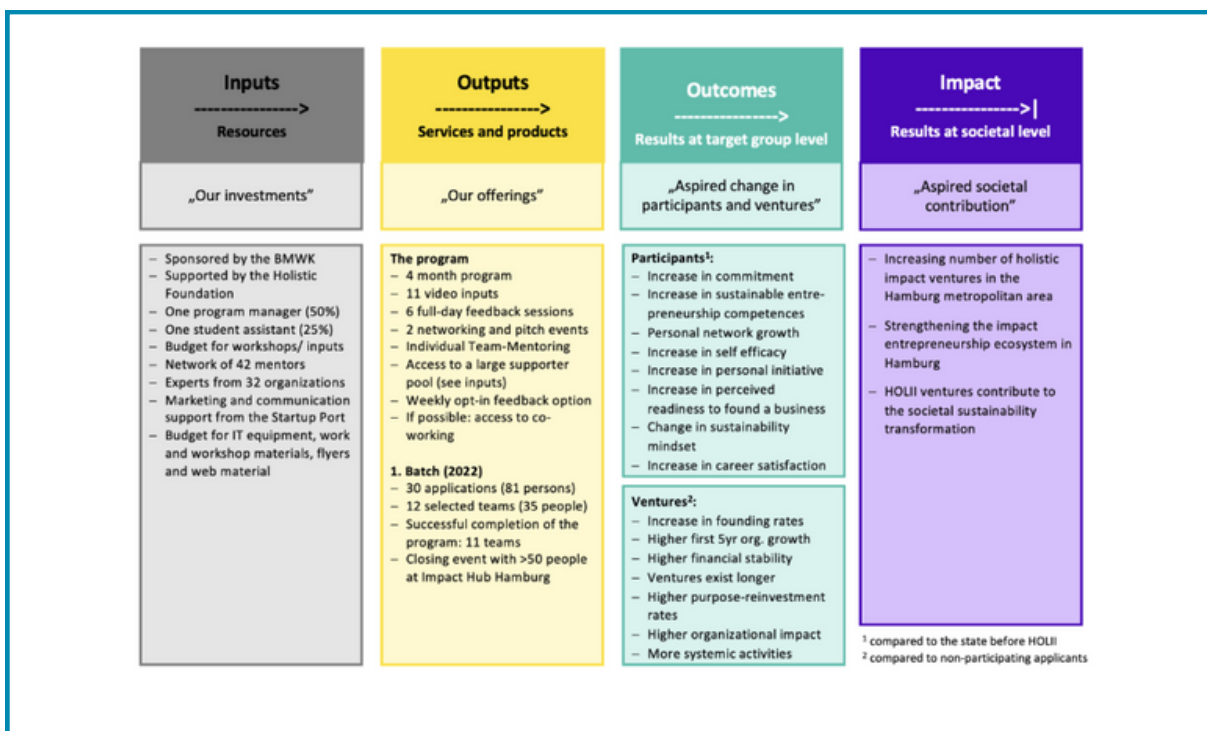 Inputs
---------------->
Resources
„Our investments"
– Sponsored by the BMWK
– Supported by the Holistic
Foundation
– One program manager (50%)
– One student assistant (25%)
– Budget for workshops/ inputs
– Network of 42 mentors
– Experts from 32 organizations
– Marketing and communication
support from the Startup Port
– Budget for IT equipment, work
and workshop materials, flyers
and web material
Outputs
---------------->
Services and products
„Our offerings"
The program
– 4 month program
– 11 video inputs
– 6 full-day feedback sessions
– 2 networking and pitch events
– Individual Team-Mentoring
– Access to a large supporter
pool (see inputs)
– Weekly opt-in feedback option
– If possible: access to co-
working
1. Batch (2022)
– 30 applications (81 persons)
– 12 selected teams (35 people)
– Successful completion of the
program: 11 teams
– Closing event with >50 people
at Impact Hub Hamburg
Outcomes
---------------->
Results at target group level
„Aspired change in
participants and ventures"
Participants¹:
– Increase in commitment
– Increase in sustainable entre-
preneurship competences
– Personal network growth
– Increase in self efficacy
– Increase in personal initiative
– Increase in perceived
readiness to found a business
– Change in sustainability
mindset
– Increase in career satisfaction
Ventures²:
– Increase in founding rates
– Higher first 5yr org. growth
– Higher financial stability
– Ventures exist longer
– Higher purpose-reinvestment
rates
– Higher organizational impact
– More systemic activities
Impact
---------------->|
Results at societal level
„Aspired societal
contribution"
– Increasing number of holistic
impact ventures in the
Hamburg metropolitan area
– Strengthening the impact
entrepreneurship ecosystem in
Hamburg
– HOLII ventures contribute to
the societal sustainability
transformation
¹ compared to the state before HOLII
² compared to non-participating applicants